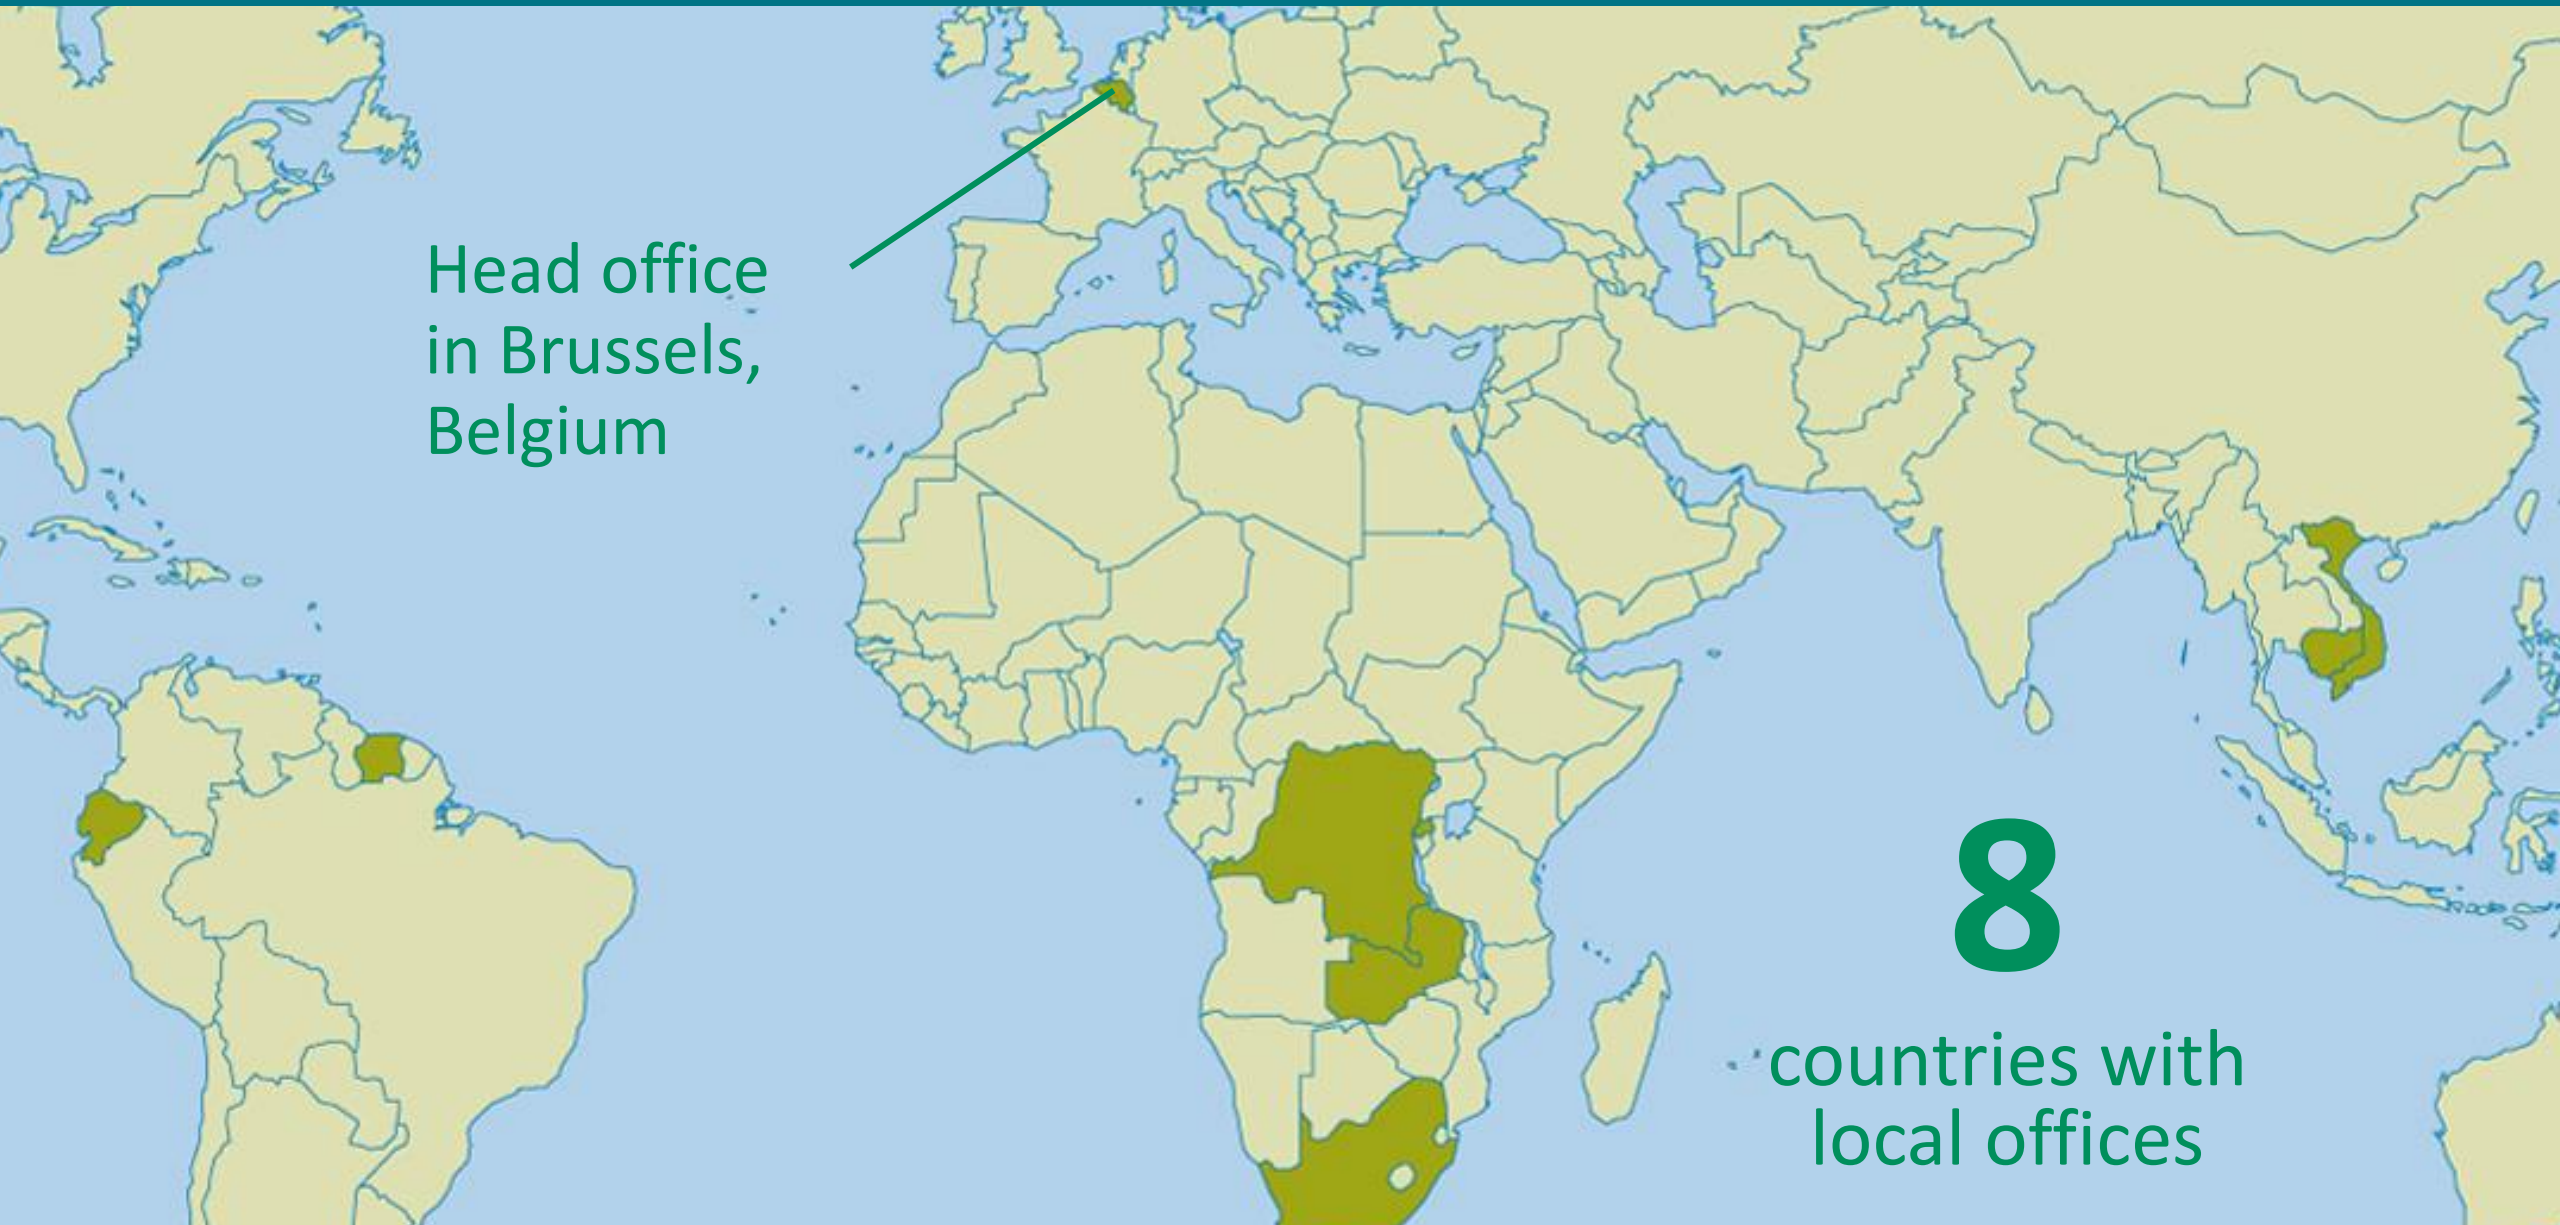 Head office
in Brussels,
Belgium
8
countries with
local offices